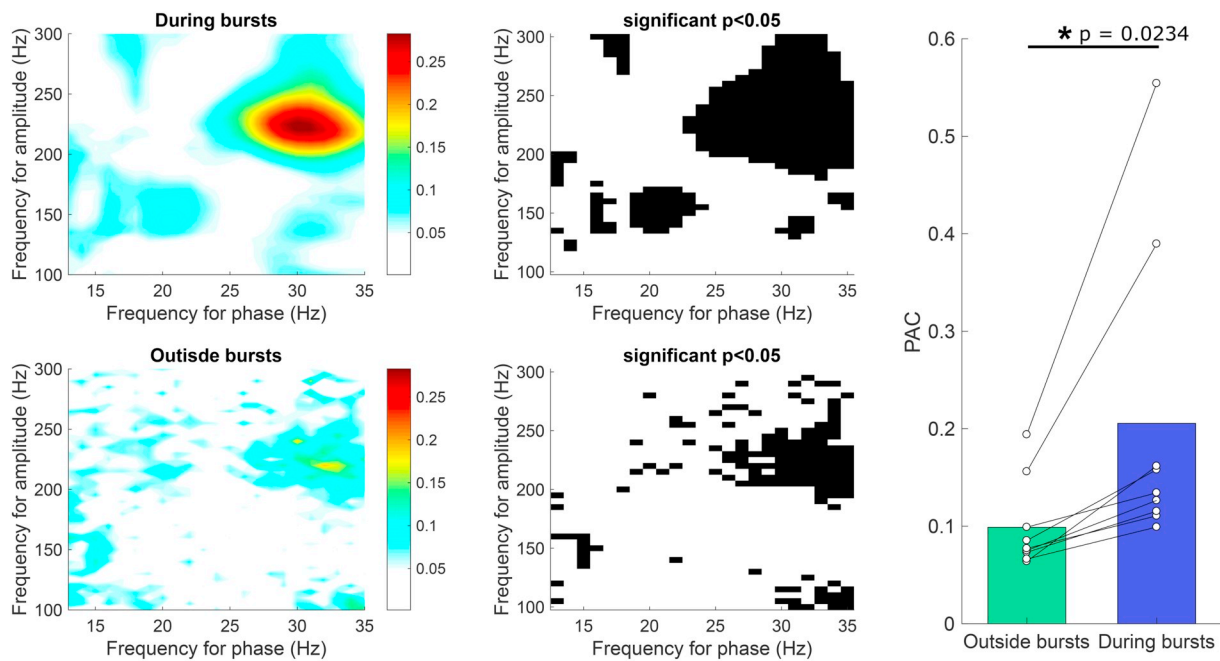 During bursts
Frequency for amplitude (Hz)
300
250
200
150
100
15 20 25 30 35
Frequency for phase (Hz)
0.25
0.2
0.15
0.1
0.05
significant p<0.05
Frequency for amplitude (Hz)
300
250
200
150
100
15 20 25 30 35
Frequency for phase (Hz)
Outisde bursts
Frequency for amplitude (Hz)
300
250
200
150
100
15 20 25 30 35
Frequency for phase (Hz)
0.25
0.2
0.15
0.1
0.05
significant p<0.05
Frequency for amplitude (Hz)
300
250
200
150
100
15 20 25 30 35
Frequency for phase (Hz)
* p = 0.0234
PAC
0.6
0.5
0.4
0.3
0.2
0.1
0
Outside bursts During bursts